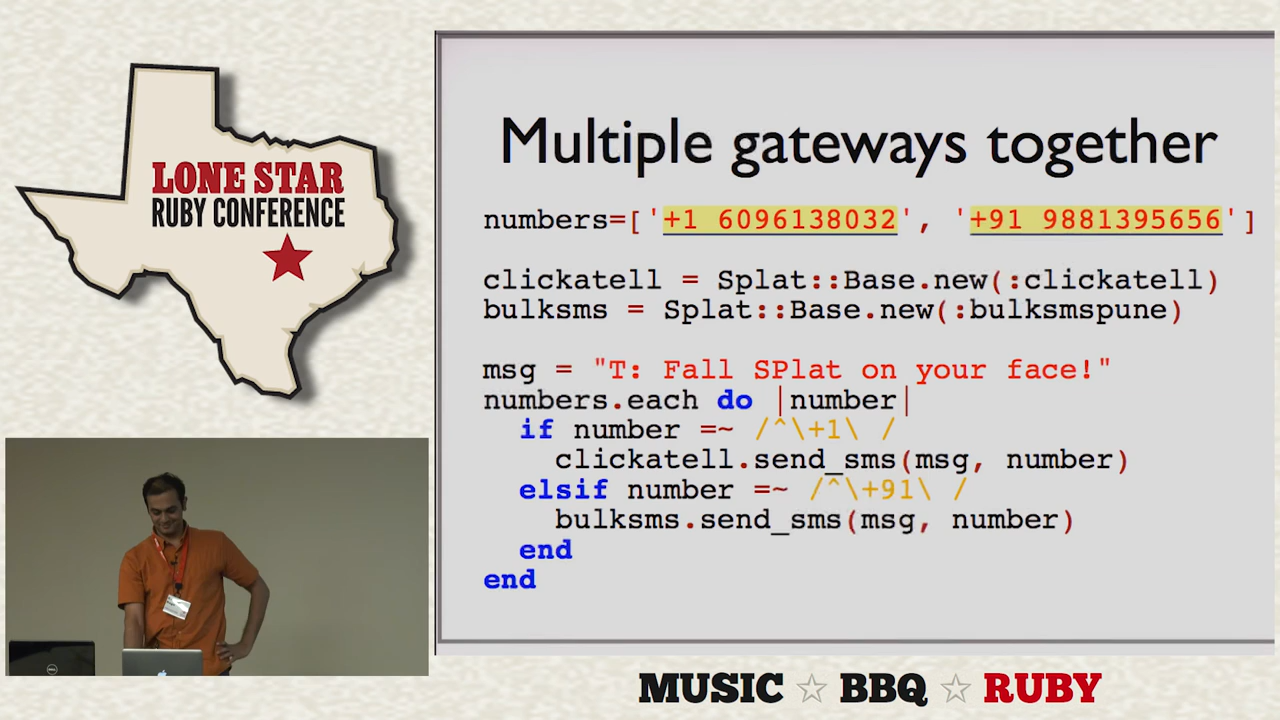 LONE STAR
RUBY CONFERENCE
Multiple gateways together
numbers=['+1 6096138032', '+91 9881395656']
clickatell = Splat::Base.new(:clickatell)
bulksms = Splat::Base.new(:bulksmspune)
msg = "T: Fall SPlat on your face!"
numbers.each do |number|
  if number =~ /^\+1\ /
    clickatell.send_sms(msg, number)
  elsif number =~ /^\+91\ /
    bulksms.send_sms(msg, number)
  end
end
DELL
MUSIC ☆ BBQ ☆ RUBY